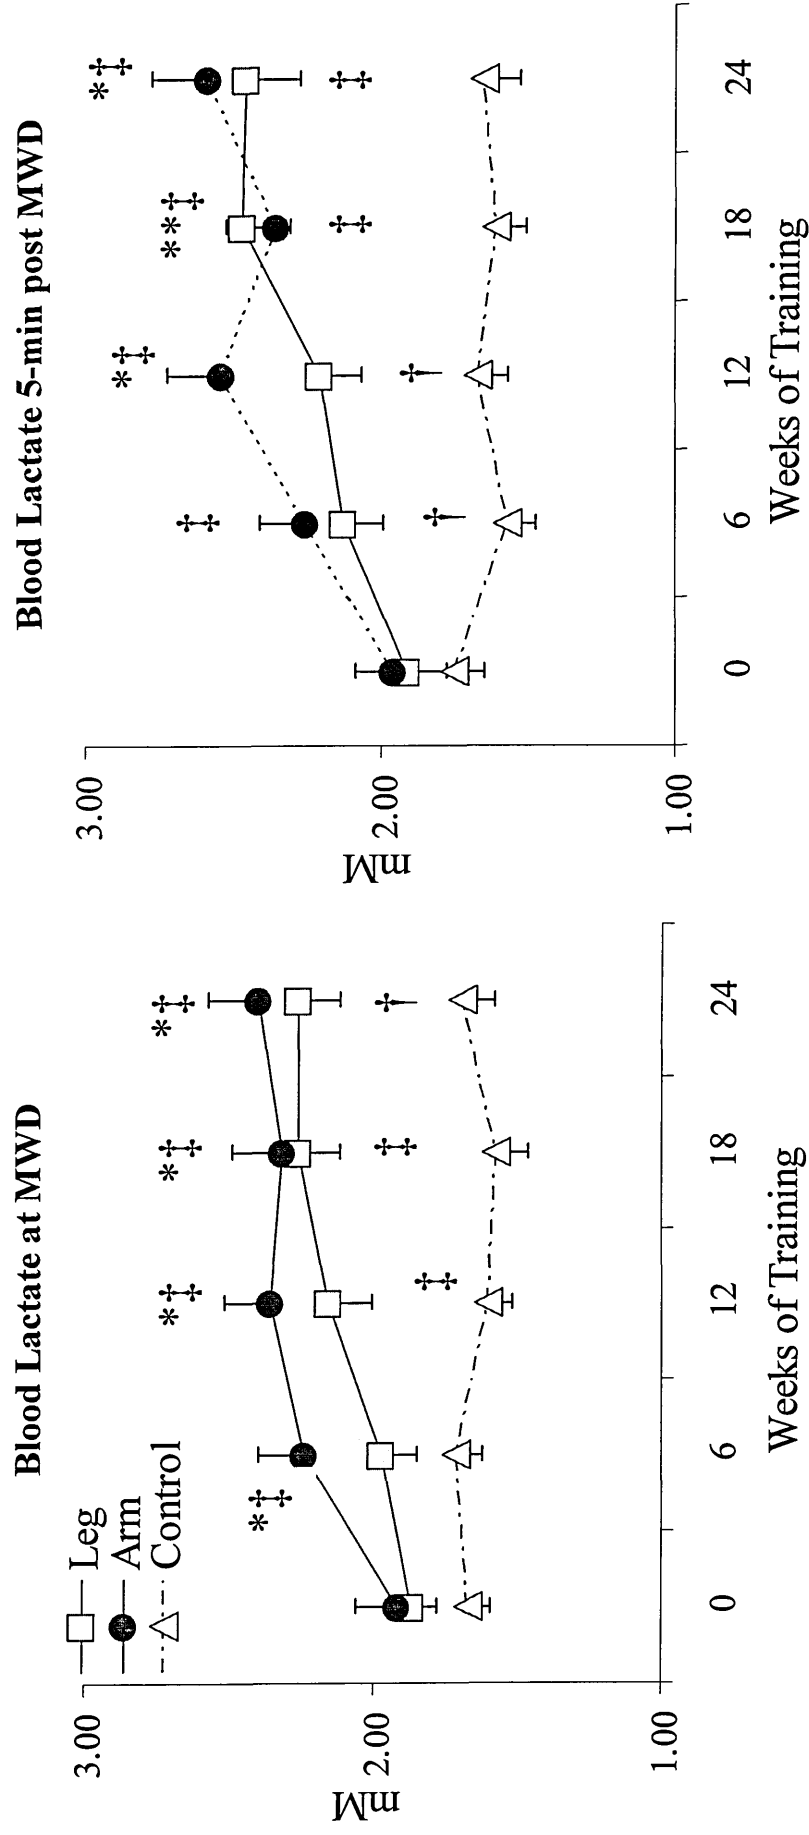 Blood Lactate at MWD
Leg
Arm
Control
3.00
2.00
1.00
mM
* ‡
* ‡
* ‡
* ‡
‡
‡
†
0 6 12 18 24
Weeks of Training
Blood Lactate 5-min post MWD
3.00
2.00
1.00
mM
‡
* ‡
* * ‡
* ‡
†
†
‡
‡
0 6 12 18 24
Weeks of Training